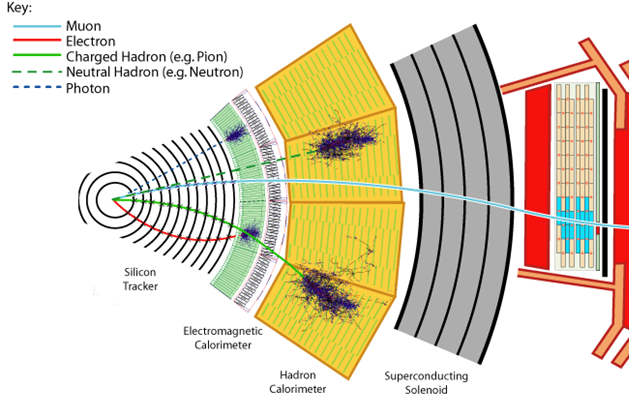 Key:
Muon
Electron
Charged Hadron (e.g. Pion)
Neutral Hadron (e.g. Neutron)
Photon
Silicon
Tracker
Electromagnetic
Calorimeter
Hadron
Calorimeter
Superconducting
Solenoid